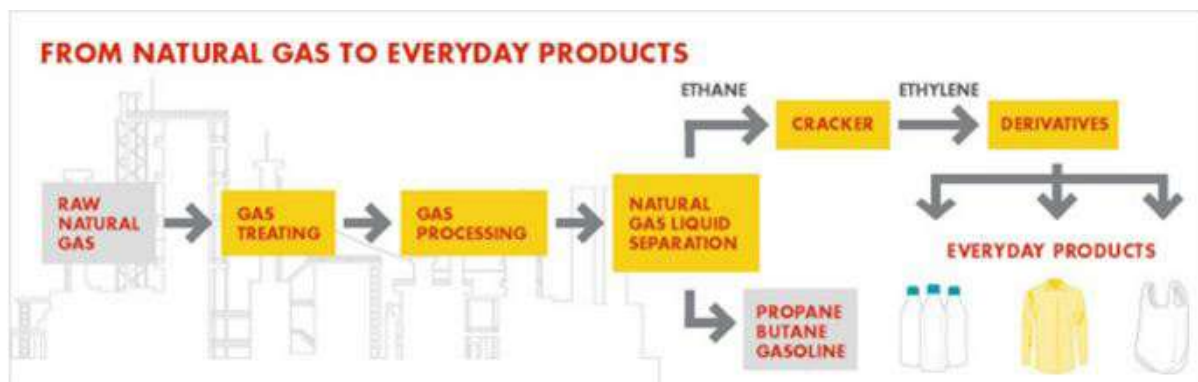 FROM NATURAL GAS TO EVERYDAY PRODUCTS
RAW
NATURAL
GAS
GAS
TREATING
GAS
PROCESSING
NATURAL
GAS LIQUID
SEPARATION
ETHANE
CRACKER
ETHYLENE
DERIVATIVES
EVERYDAY PRODUCTS
PROPANE
BUTANE
GASOLINE